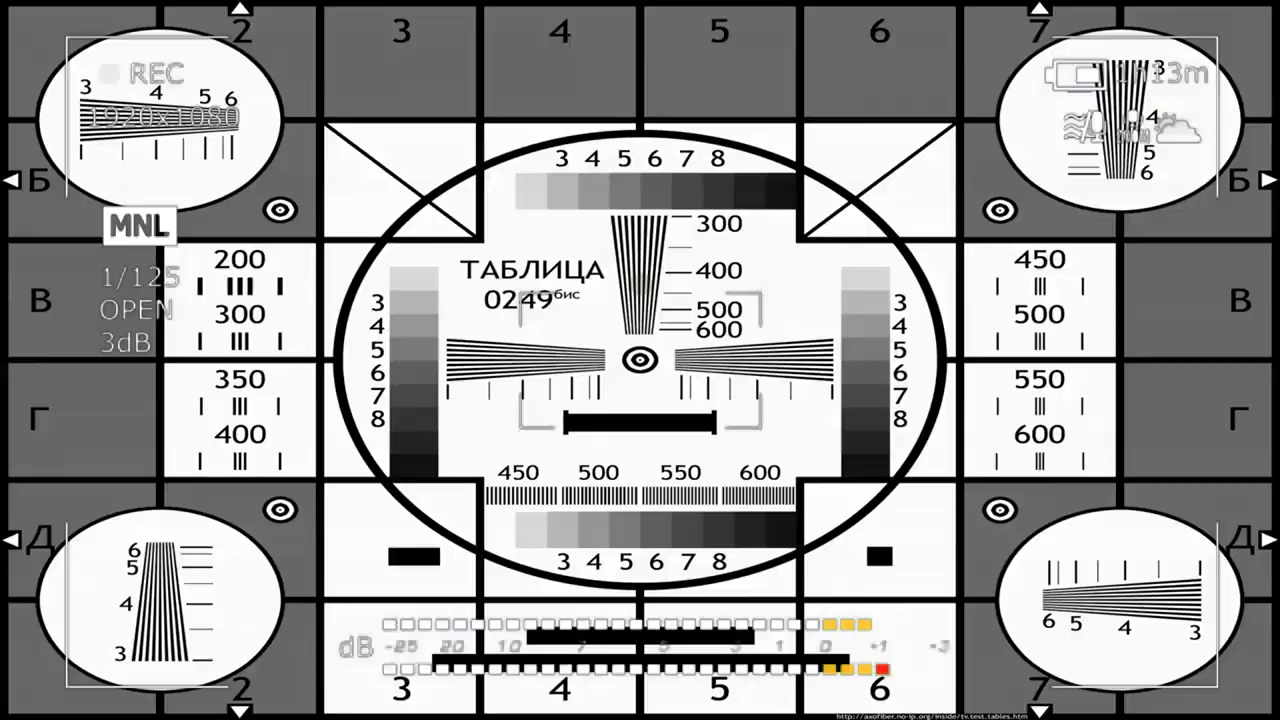 2 3 4 5 6 7
REC
3 4 5 6
1920x1080
13m
3
4
5
6
3 4 5 6 7 8
Б Б
MNL
300
400
500
600
ТАБЛИЦА
0249бис
200
300
450
500
1/125
OPEN
3dB
В В
3
4
5
6
7
8
3
4
5
6
7
8
350
400
550
600
Г Г
450 500 550 600
Д Д
3 4 5 6 7 8
6
5
4
3
6 5 4 3
dB -25 20 10 7 5 3 1 0 -1 -3
2 3 4 5 6 7
http://axofiber.no-ip.org/inside/tv.test.tables.htm